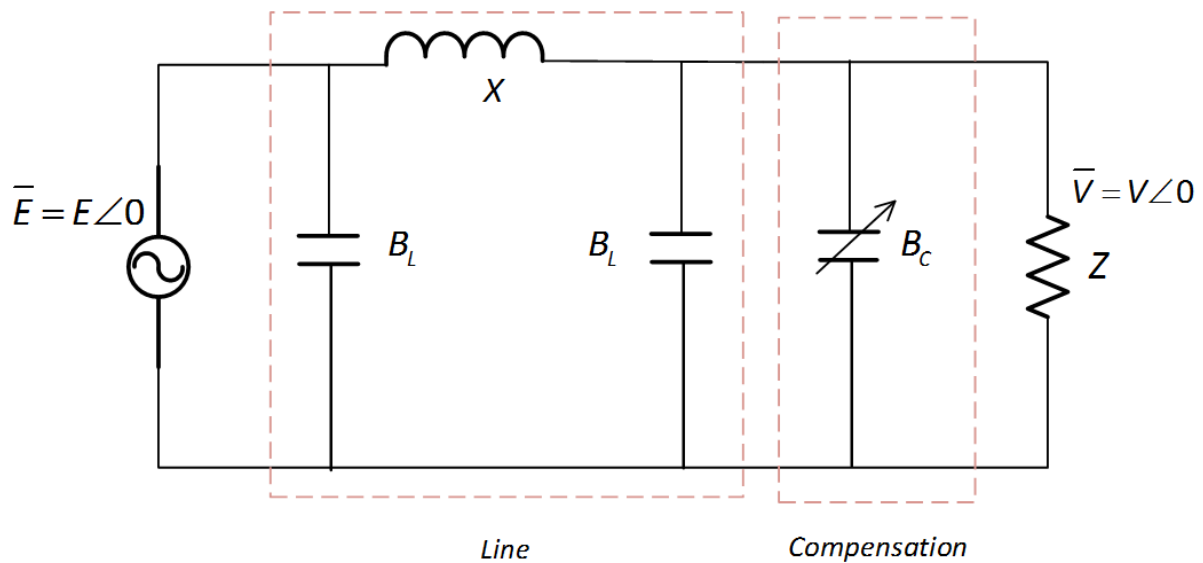 X
E̅ = E∠0
B_L
B_L
B_C
V̅ = V∠0
Z
Line
Compensation